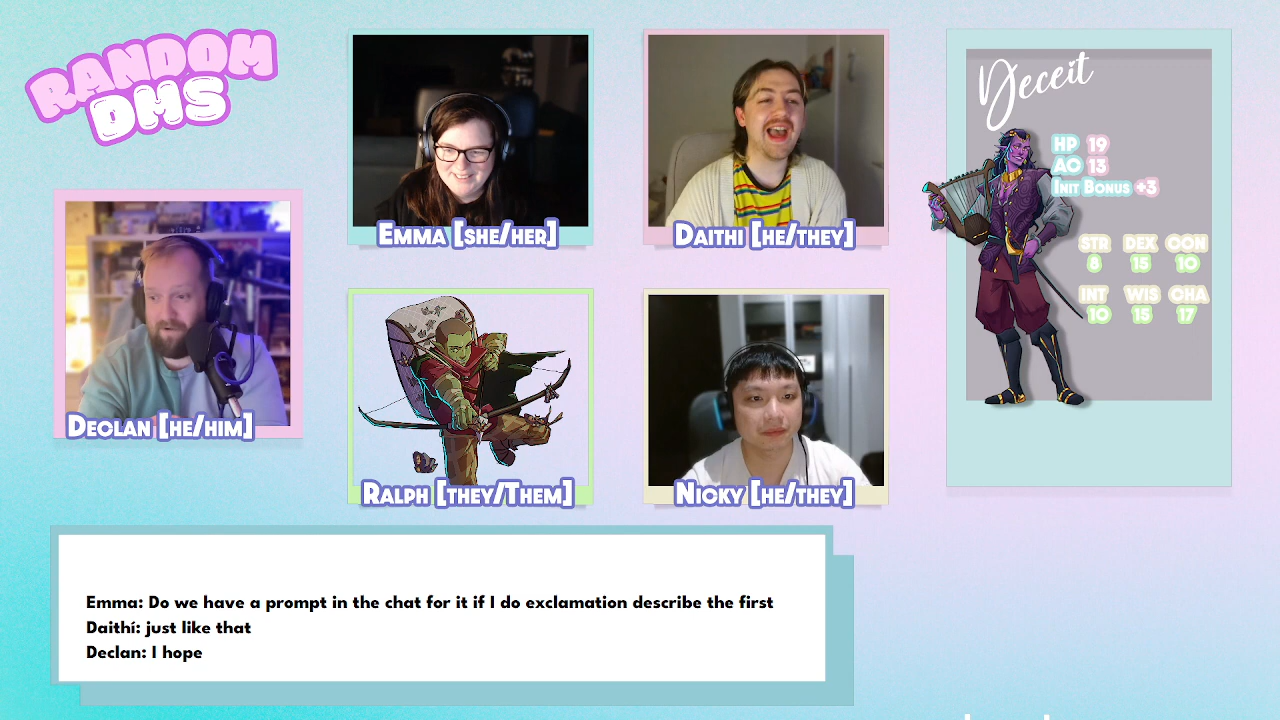 RANDOM
DMS
Emma [she/her]
Daithi [he/they]
Declan [he/him]
Ralph [they/Them]
Nicky [he/they]
Deceit
HP 19
AC 13
Init Bonus +3
STR DEX CON
8 15 10
INT WIS CHA
10 15 17
Emma: Do we have a prompt in the chat for it if I do exclamation describe the first
Daithí: just like that
Declan: I hope